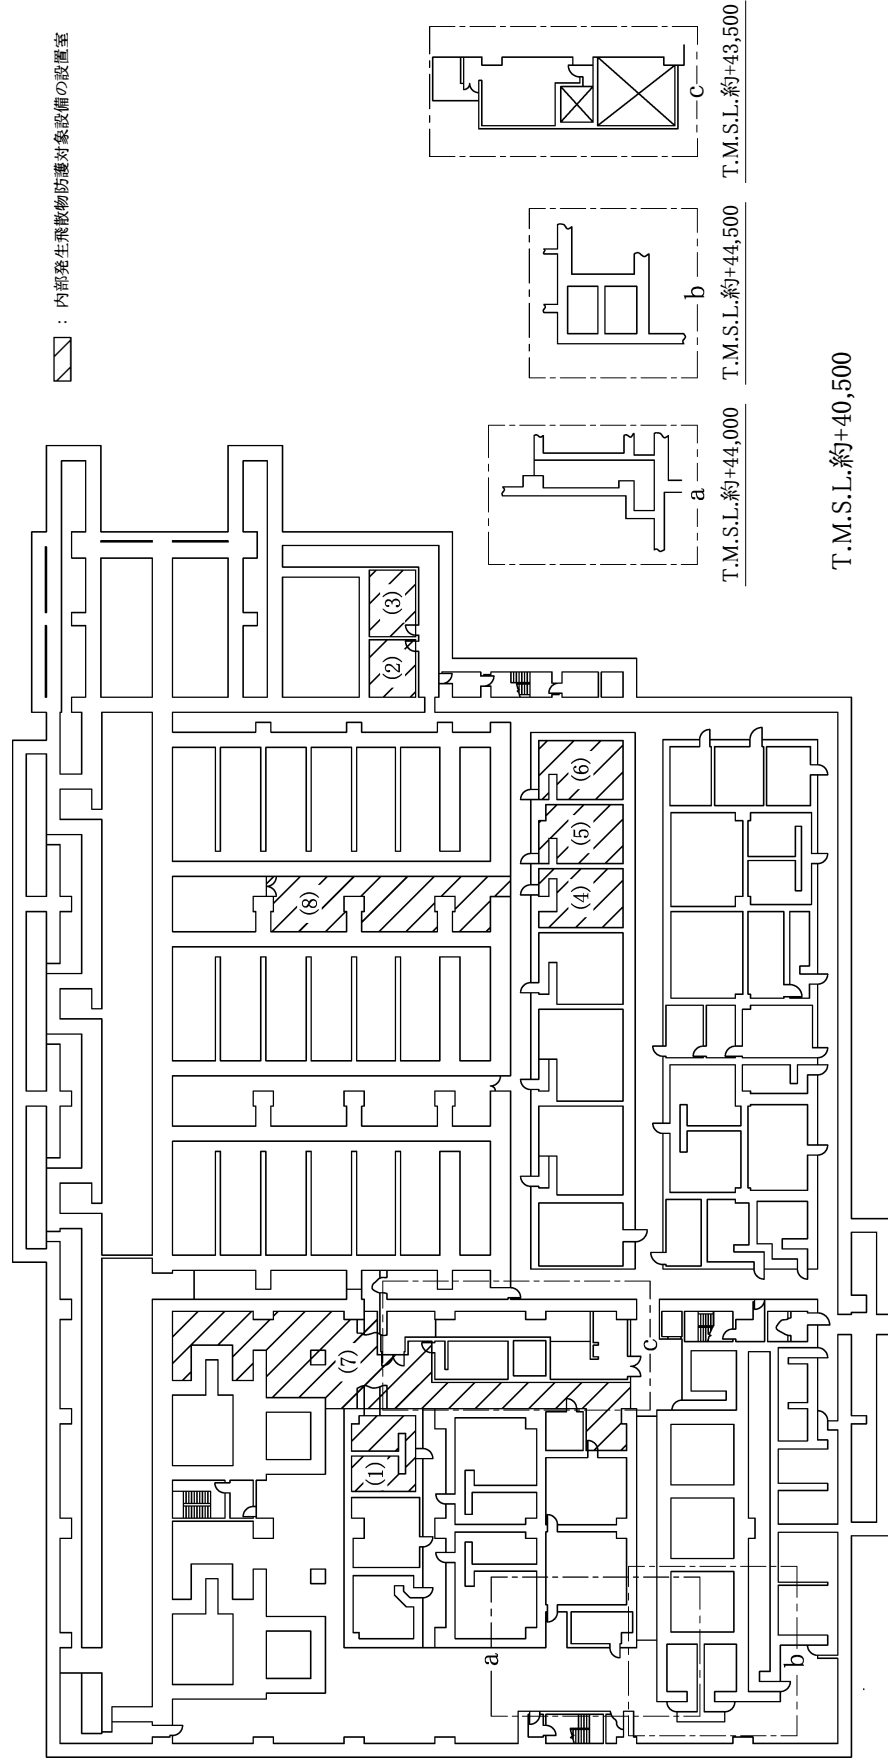 ： 内部発生飛散物防護対象設備の設置室
c
T.M.S.L.約+43,500
b
T.M.S.L.約+44,500
a
T.M.S.L.約+44,000
T.M.S.L.約+40,500
(3)
(2)
(6)
(5)
(4)
(8)
(7)
(1)
c
a
b